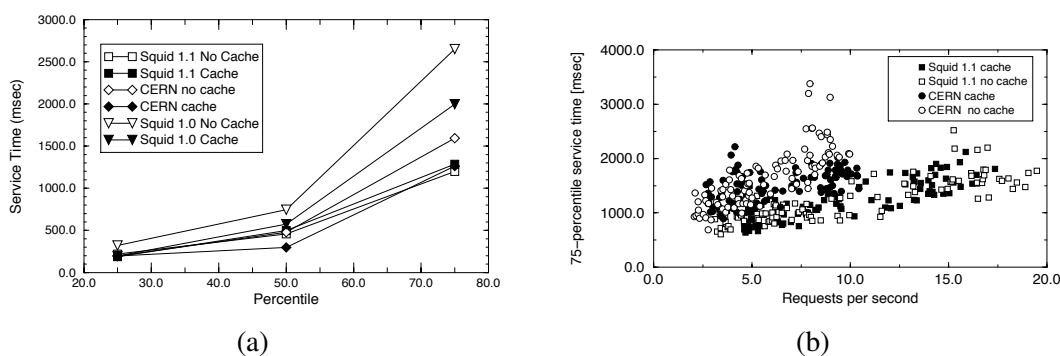 3000.0
2500.0
2000.0
1500.0
1000.0
500.0
0.0
Service Time (msec)
Squid 1.1 No Cache
Squid 1.1 Cache
CERN no cache
CERN cache
Squid 1.0 No Cache
Squid 1.0 Cache
20.0 30.0 40.0 50.0 60.0 70.0 80.0
Percentile
(a)
4000.0
3000.0
2000.0
1000.0
0.0
75-percentile service time [msec]
Squid 1.1 cache
Squid 1.1 no cache
CERN cache
CERN no cache
0.0 5.0 10.0 15.0 20.0
Requests per second
(b)